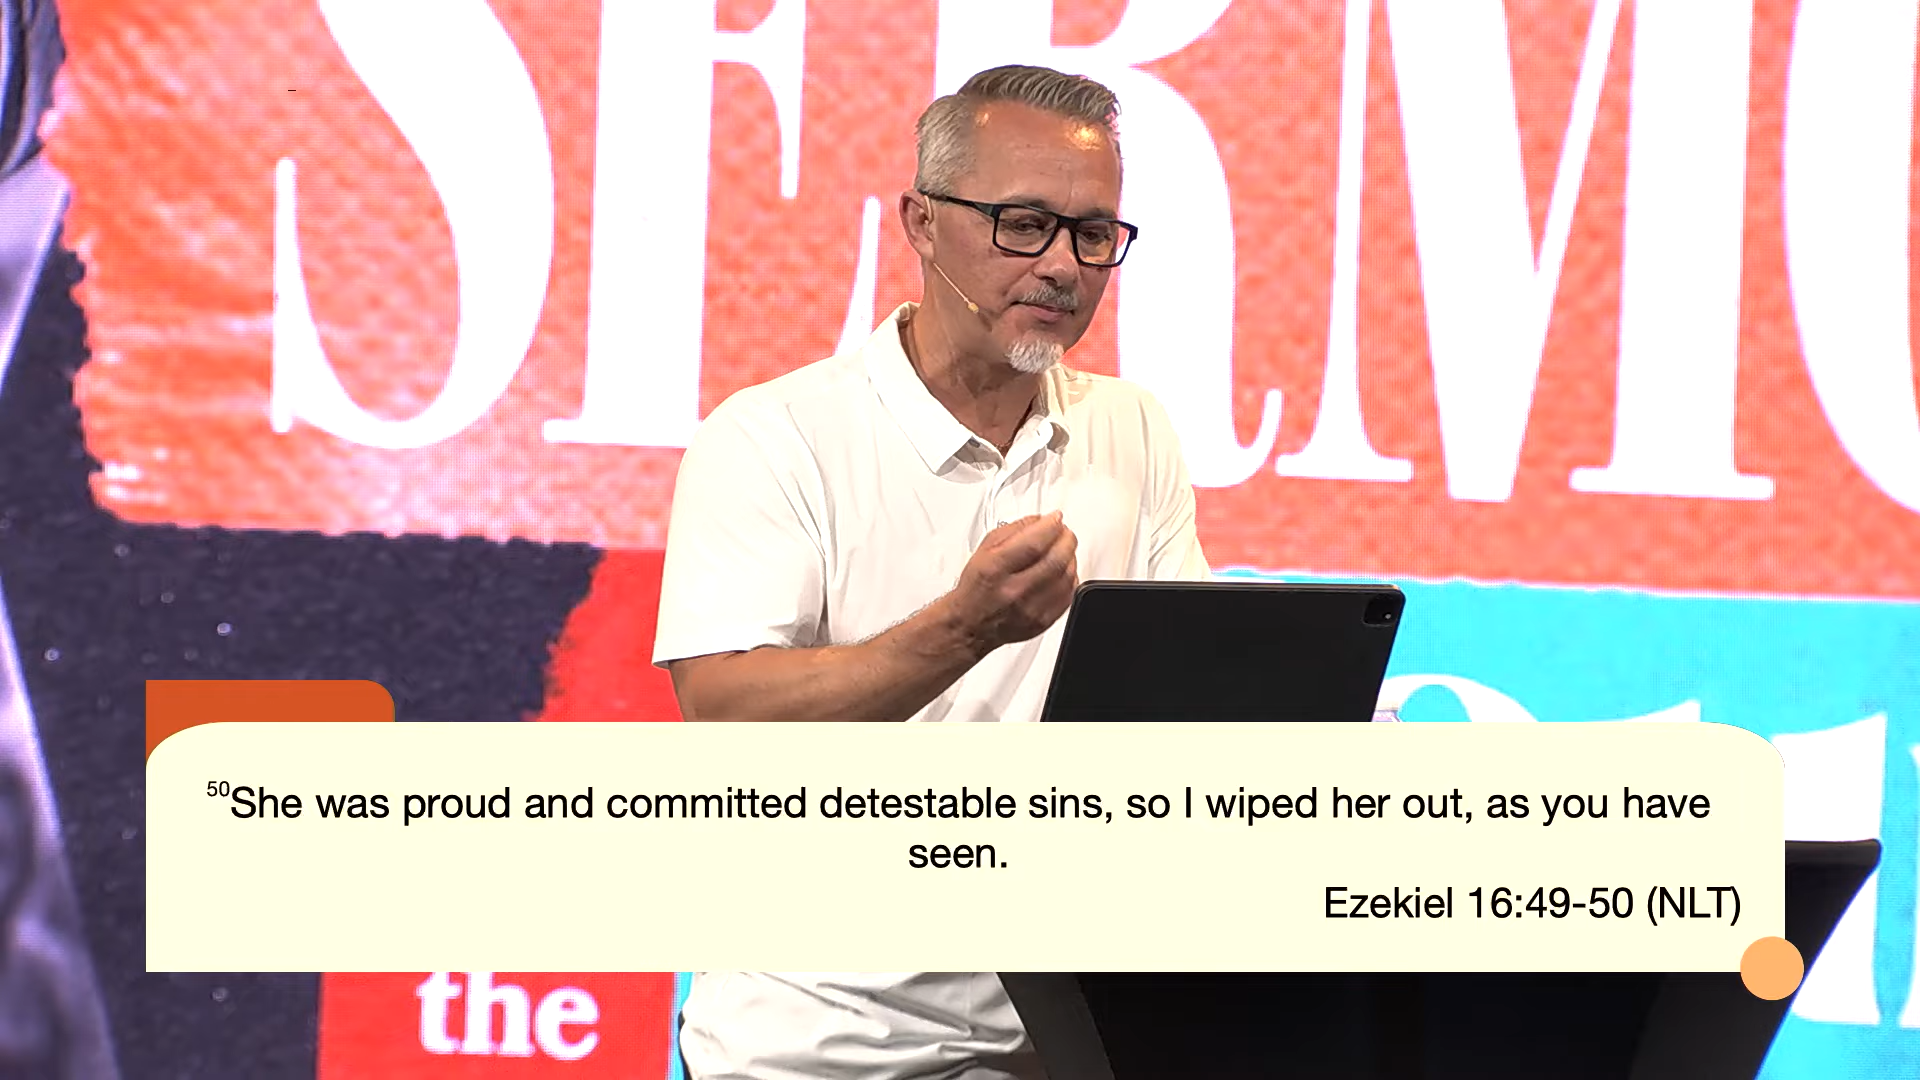 SERMO
⁵⁰She was proud and committed detestable sins, so I wiped her out, as you have
seen.
Ezekiel 16:49-50 (NLT)
the